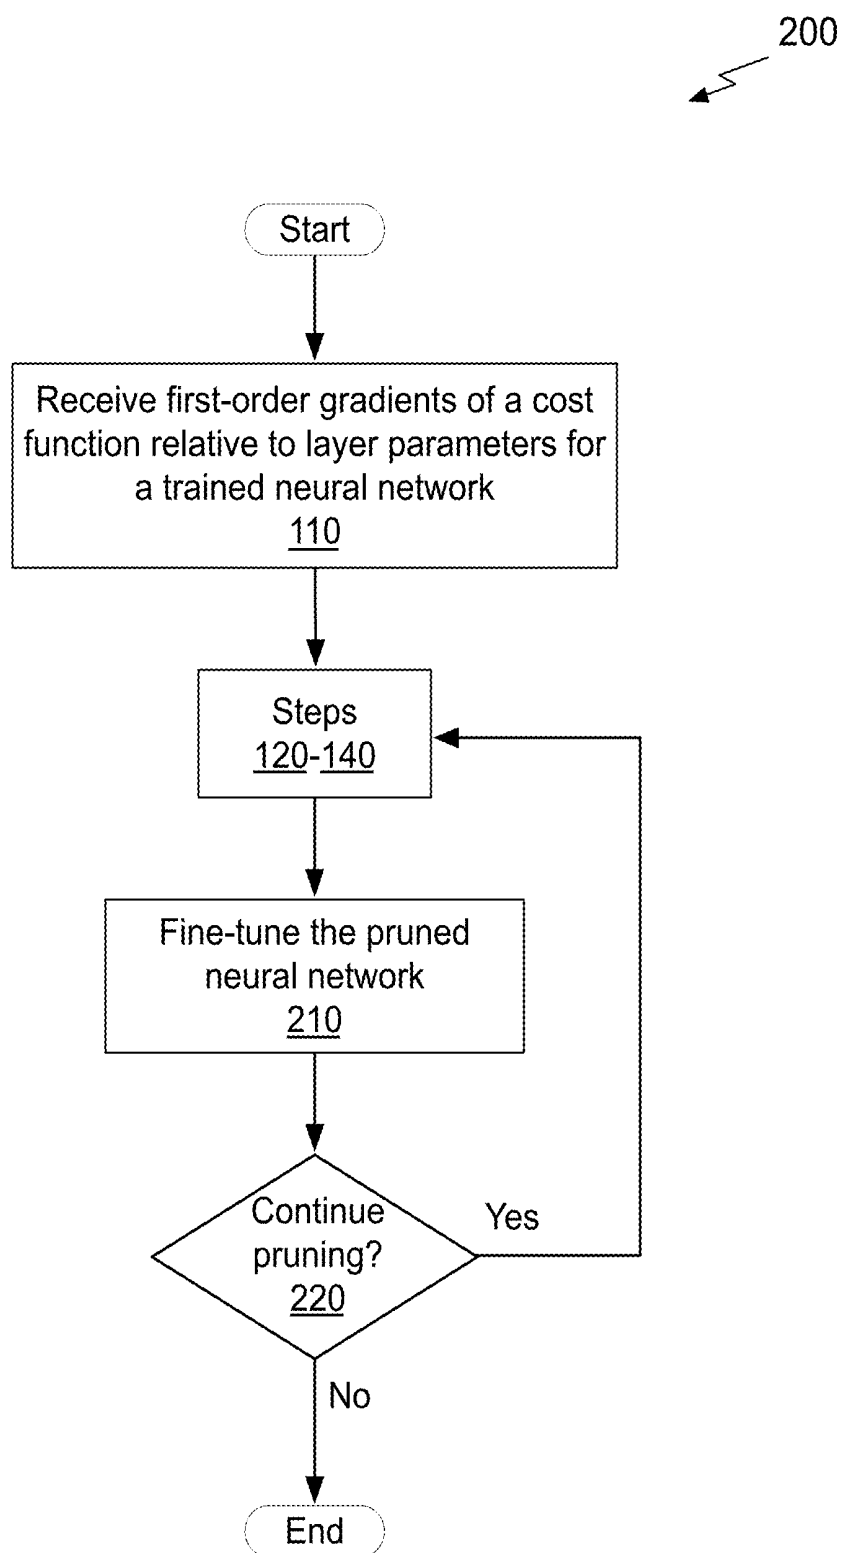 200
Start
Receive first-order gradients of a cost
function relative to layer parameters for
a trained neural network
110
Steps
120-140
Fine-tune the pruned
neural network
210
Continue
pruning?
220
Yes
No
End